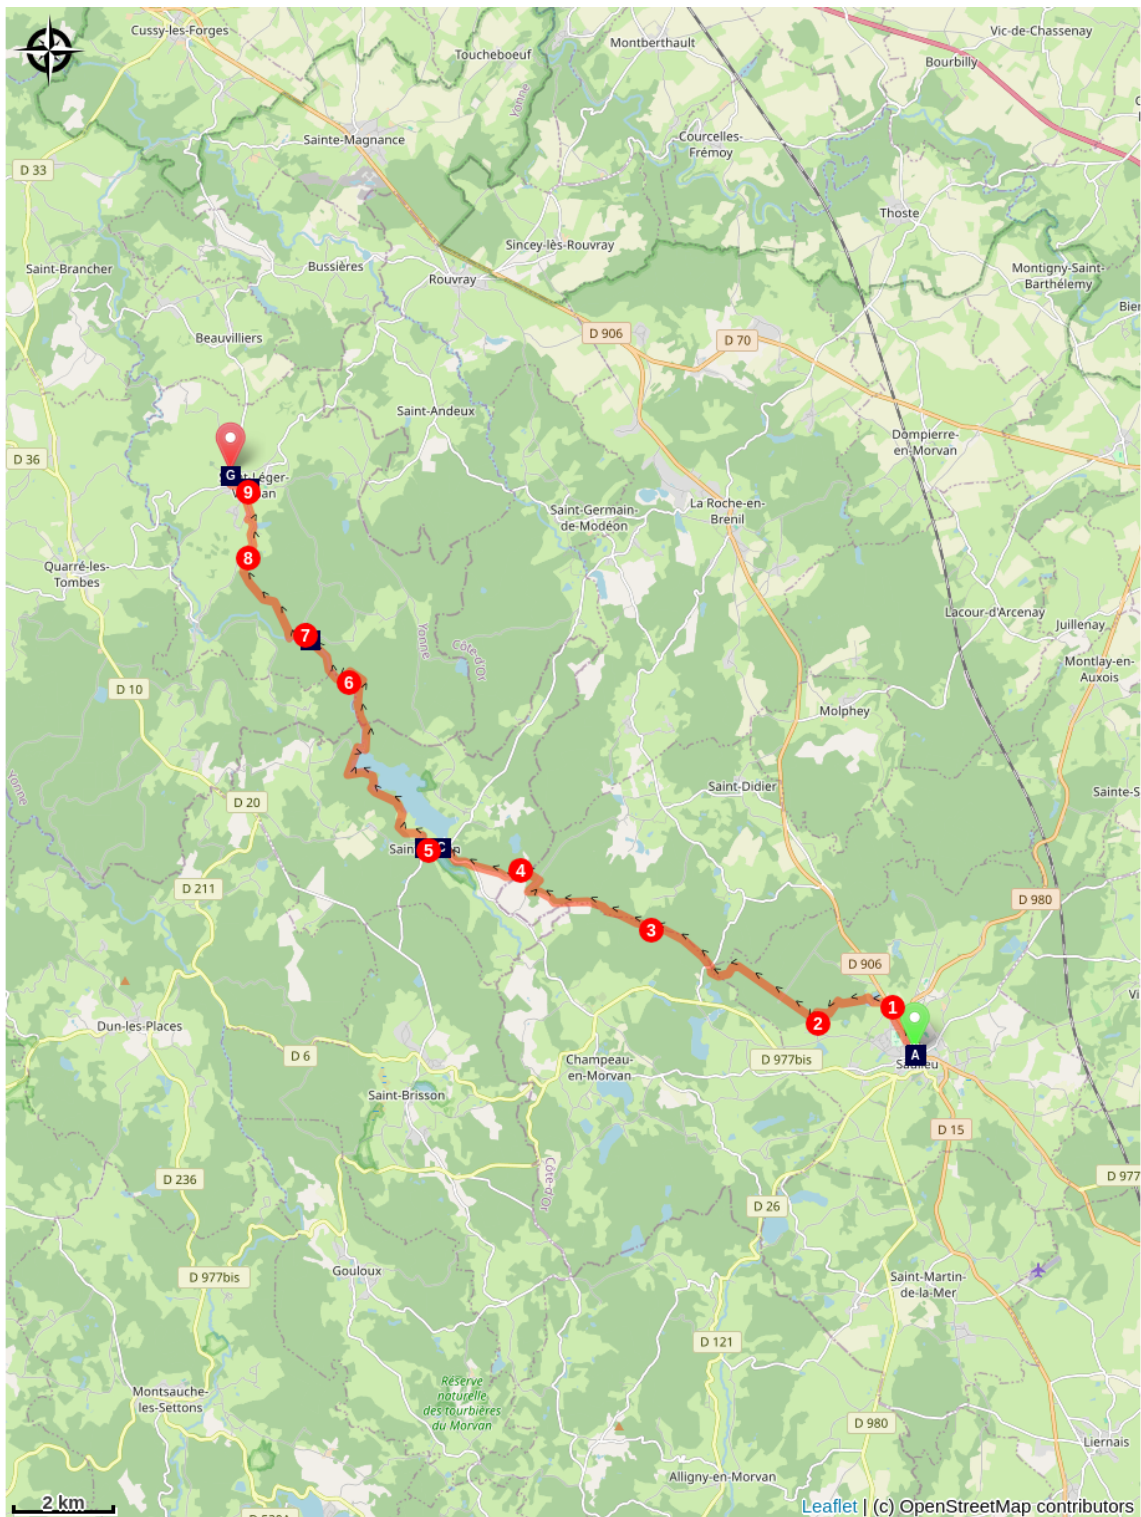 Cussy-les-Forges
Vic-de-Chassenay
Montberthault
Toucheboeuf
Bourbilly
Yonne
Sainte-Magnance
Courcelles-
Frémoy
D 33
Thoste
Sincey-lès-Rouvray
Saint-Brancher
Bussières
Rouvray
Montigny-Saint-
Barthélemy
Beauvilliers
D 906
D 70
Saint-Andeux
Dompierre-
en-Morvan
D 36
G
9
La Roche-en-
Brenil
Saint-Germain-
de-Modéon
8
Quarré-les-
Tombes
Lacour-d'Arcenay
Juillenay
7
Yonne
Côte-d'Or
Montlay-en-
Auxois
6
D 10
Molphey
Yonne
Saint-Didier
D 20
5
C
4
D 211
D 980
3
D 906
1
2
Dun-les-Places
D 6
A
Saulieu
D 977bis
Champeau-
en-Morvan
Saint-Brisson
D 15
Côte-d'Or
D 236
D 977
D 26
Gouloux
D 977bis
Saint-Martin-
de-la-Mer
D 121
Montsauche-
les-Settons
Réserve
naturelle
des tourbières
du Morvan
D 980
Liernais
Alligny-en-Morvan
2 km
Leaflet | (c) OpenStreetMap contributors